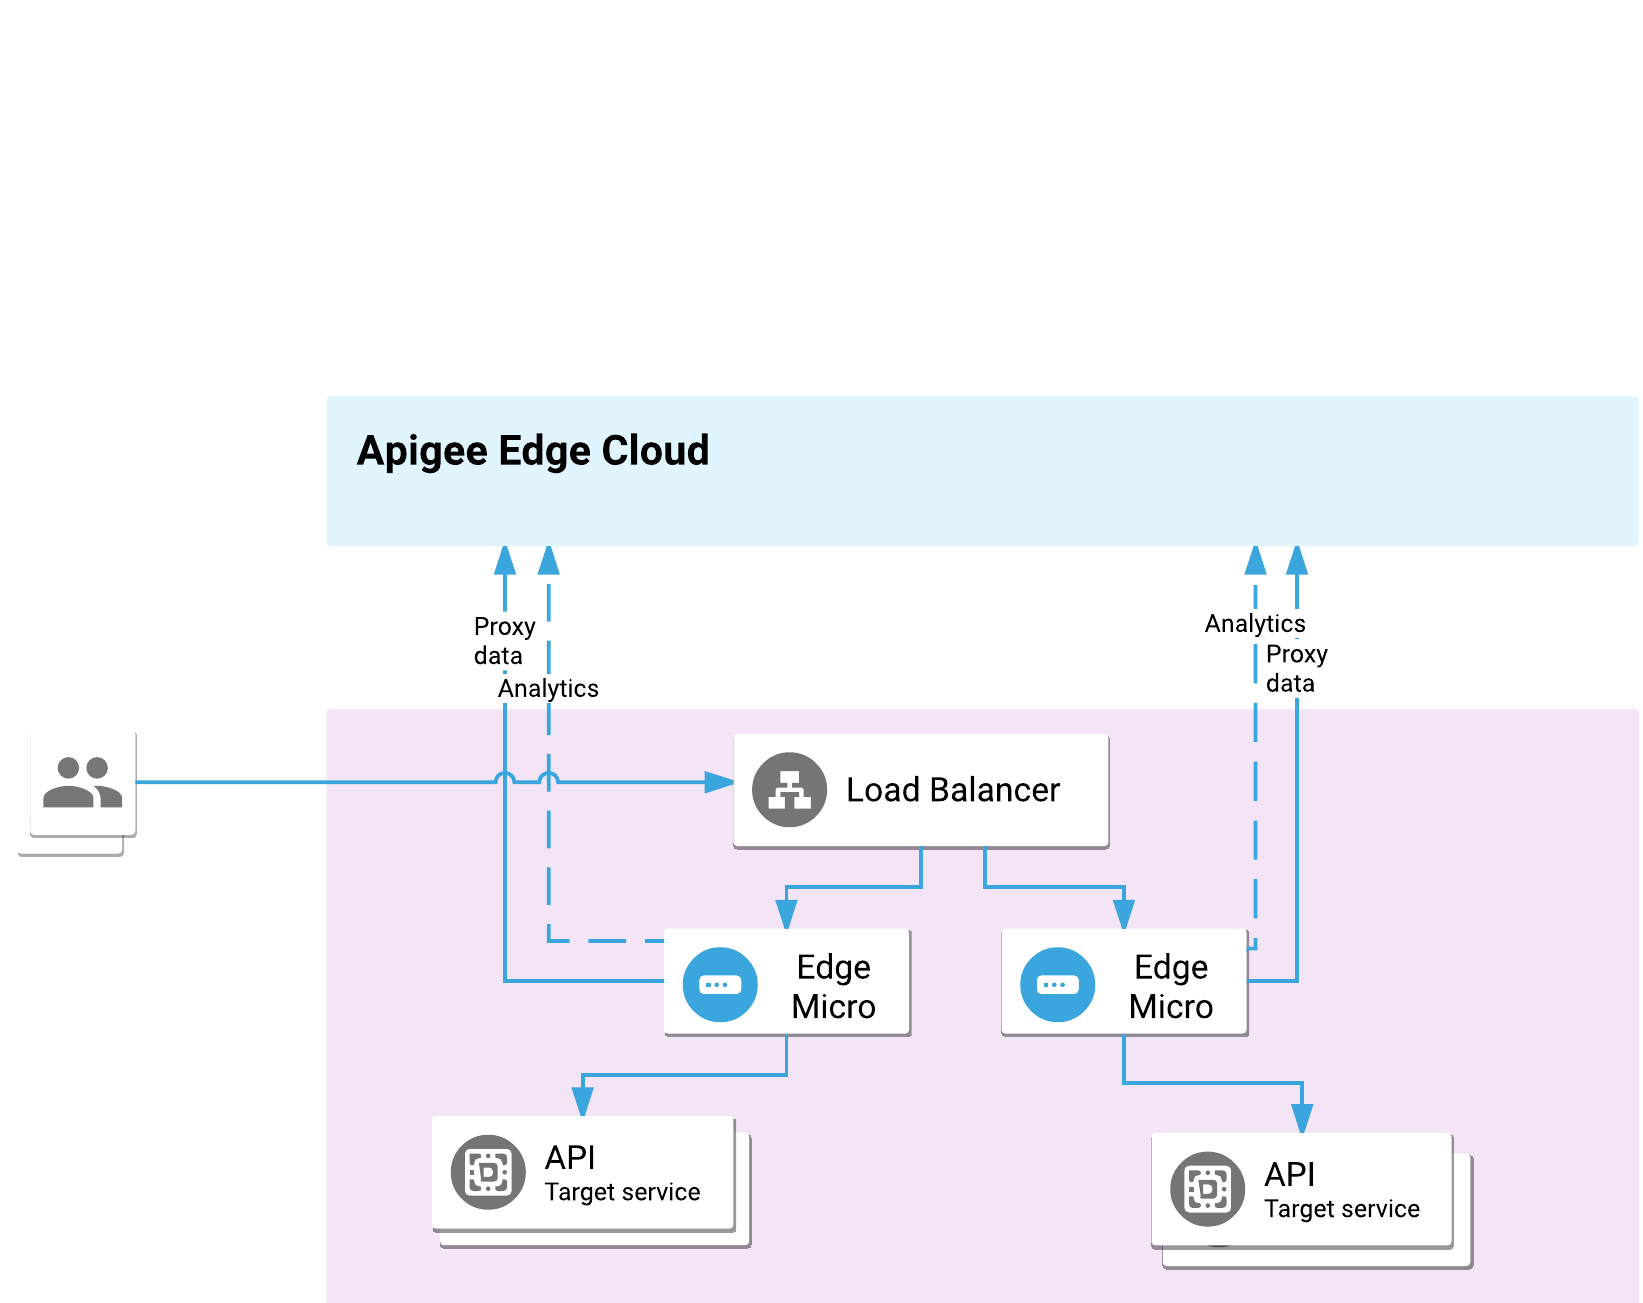 Apigee Edge Cloud
Proxy
data
Analytics
Analytics
Proxy
data
Load Balancer
Edge
Micro
Edge
Micro
API
Target service
API
Target service